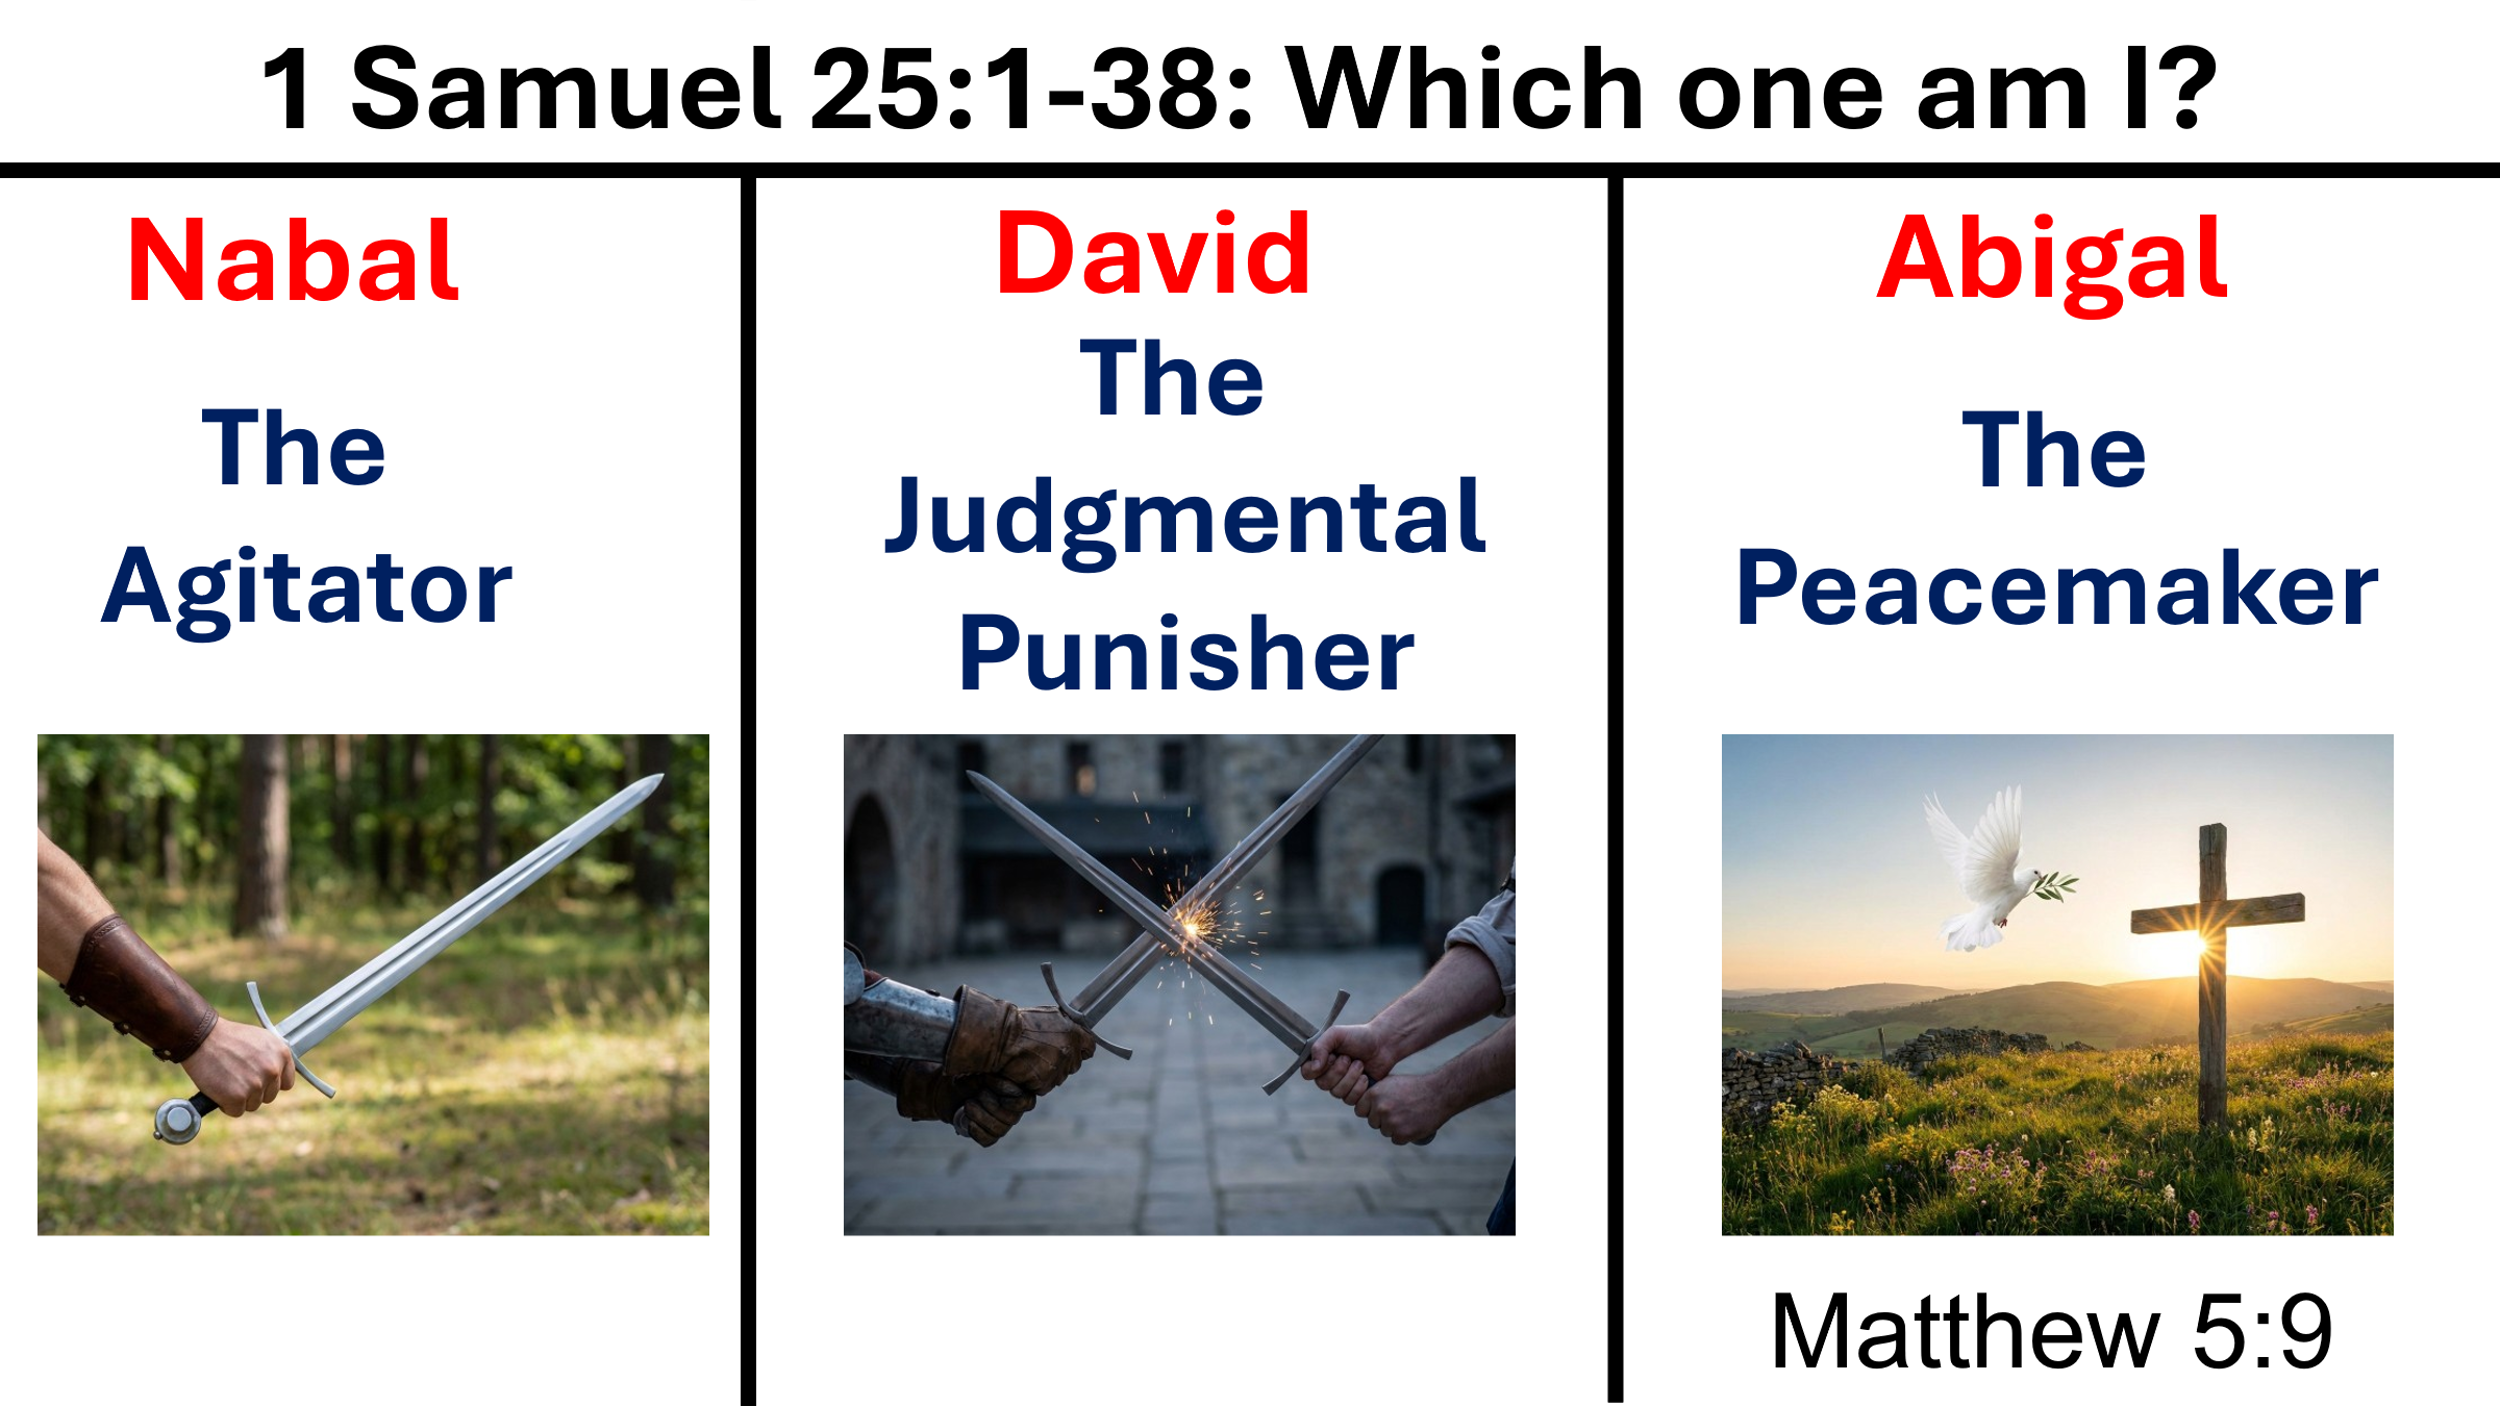 1 Samuel 25:1-38: Which one am I?
Nabal
The
Agitator
David
The
Judgmental
Punisher
Abigal
The
Peacemaker
Matthew 5:9